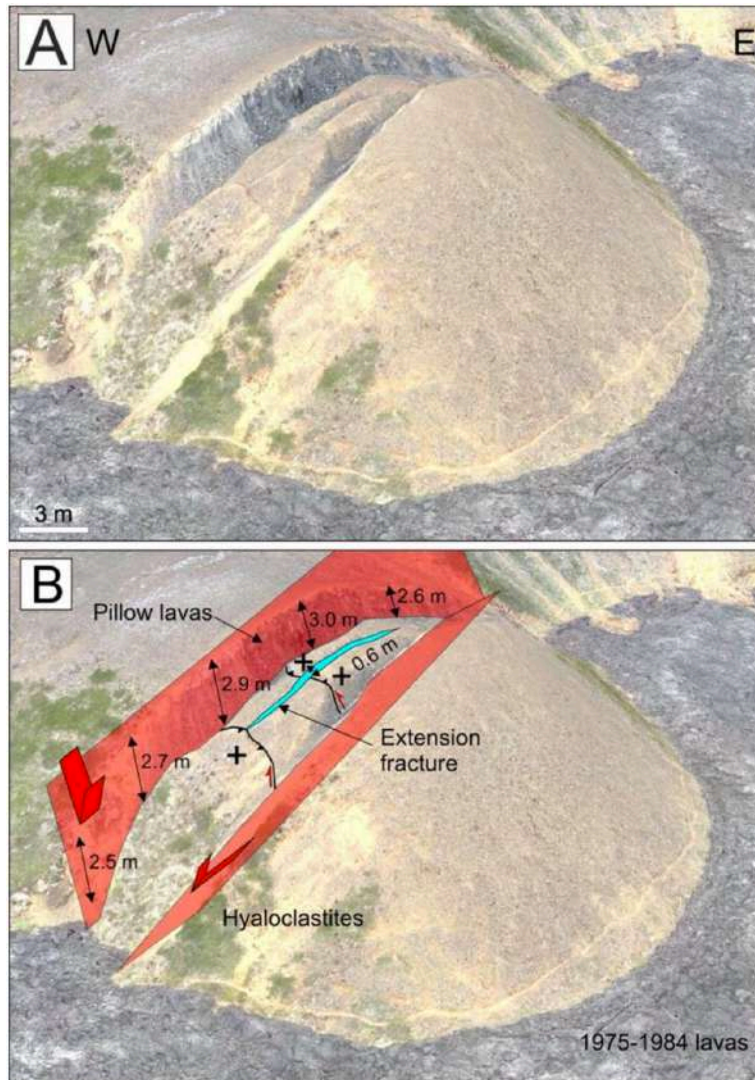 A
W
E
3 m
B
Pillow lavas
2.6 m
3.0 m
0.6 m
2.9 m
Extension
fracture
2.7 m
2.5 m
Hyaloclastites
1975-1984 lavas